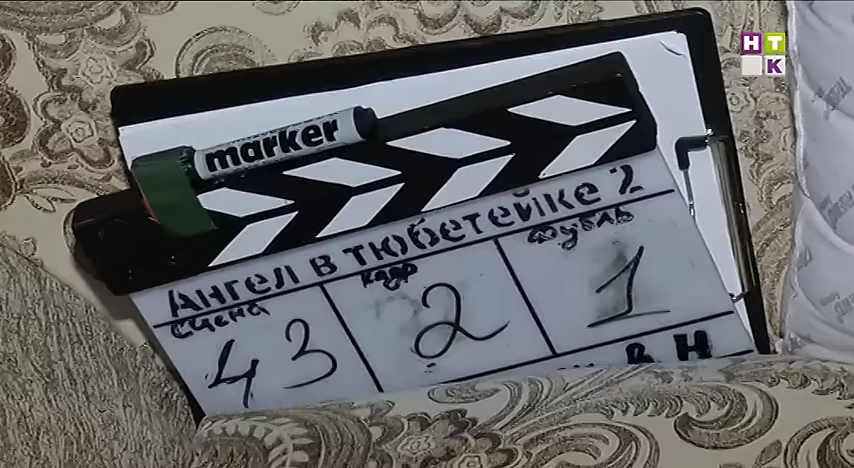 НТК
marker
АНГЕЛ В ТЮБЕТЕЙКЕ 2
сцена кадр дубль
43 2 1
В Н